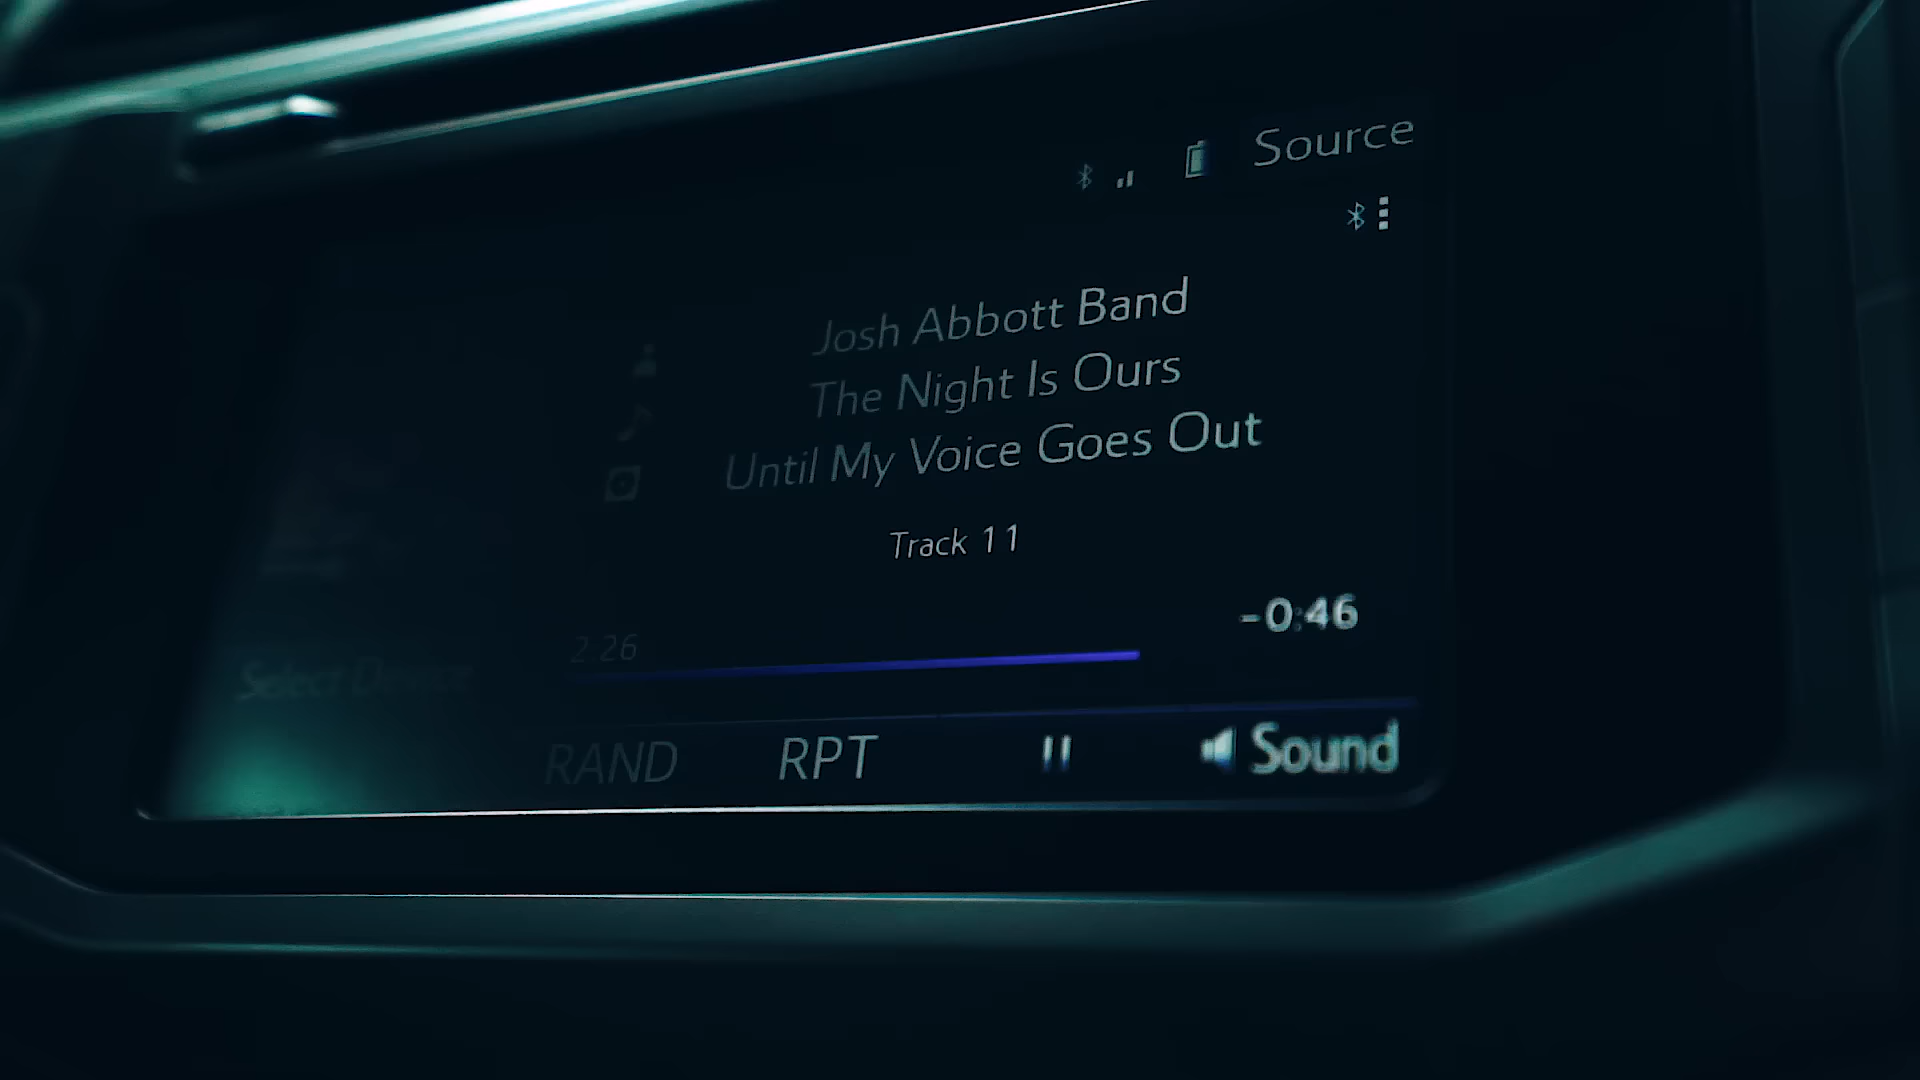 Source
Josh Abbott Band
The Night Is Ours
Until My Voice Goes Out
Track 11
2:26
-0:46
Select Device
RAND
RPT
Sound